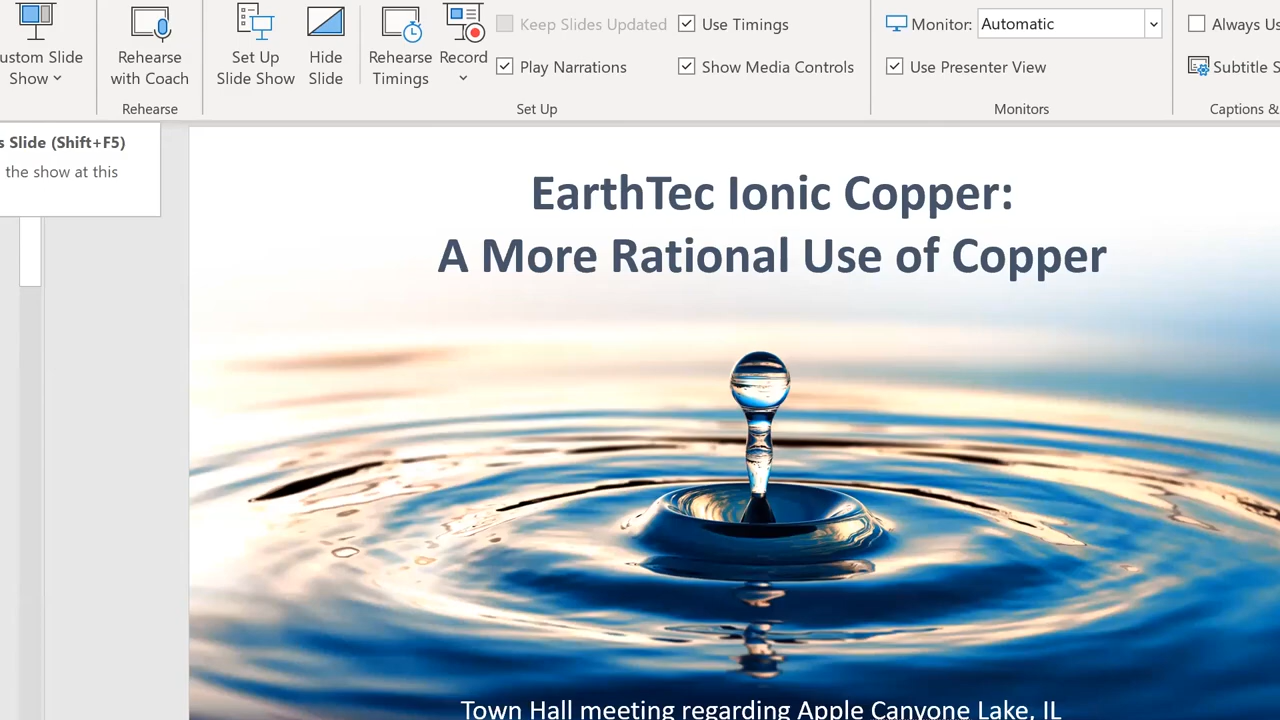 ustom Slide
Show
Rehearse
with Coach
Rehearse
Set Up
Slide Show
Hide
Slide
Rehearse
Timings
Record
Keep Slides Updated
Play Narrations
Use Timings
Show Media Controls
Set Up
Monitor:
Automatic
Use Presenter View
Monitors
Always Us
Subtitle S
Captions &
s Slide (Shift+F5)
the show at this
EarthTec Ionic Copper:
A More Rational Use of Copper
Town Hall meeting regarding Apple Canyone Lake, IL